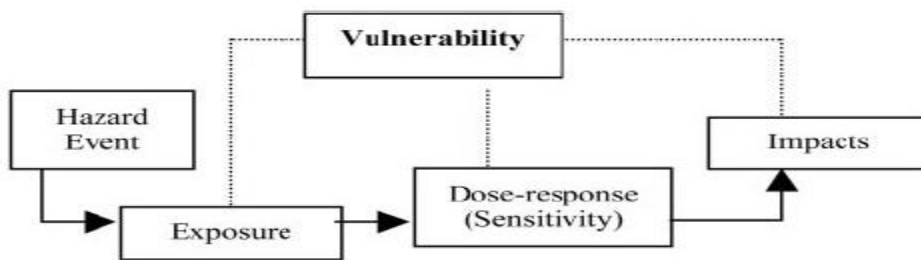 Vulnerability
Hazard
Event
Impacts
Dose-response
(Sensitivity)
Exposure